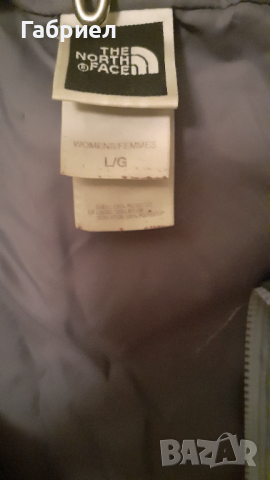 Габриел
THE
NORTH
FACE
®
WOMENS/FEMMES
L/G
BAZAR